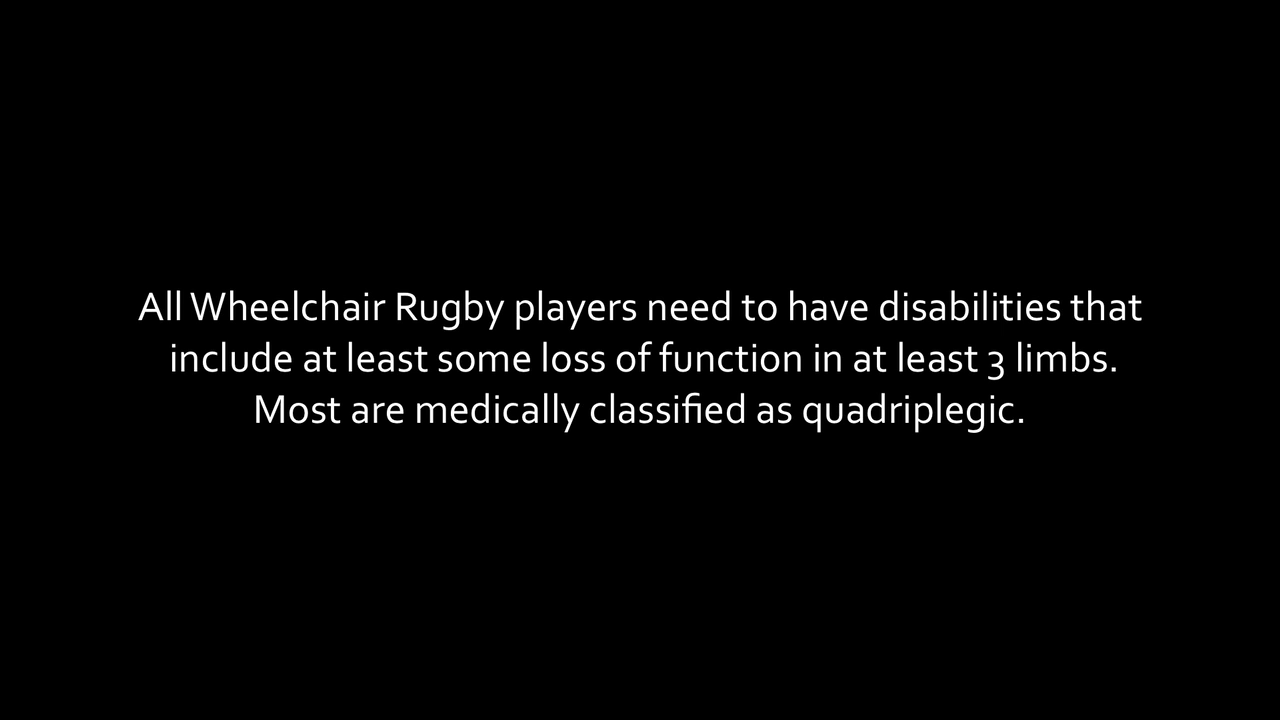 All Wheelchair Rugby players need to have disabilities that
include at least some loss of function in at least 3 limbs.
Most are medically classified as quadriplegic.